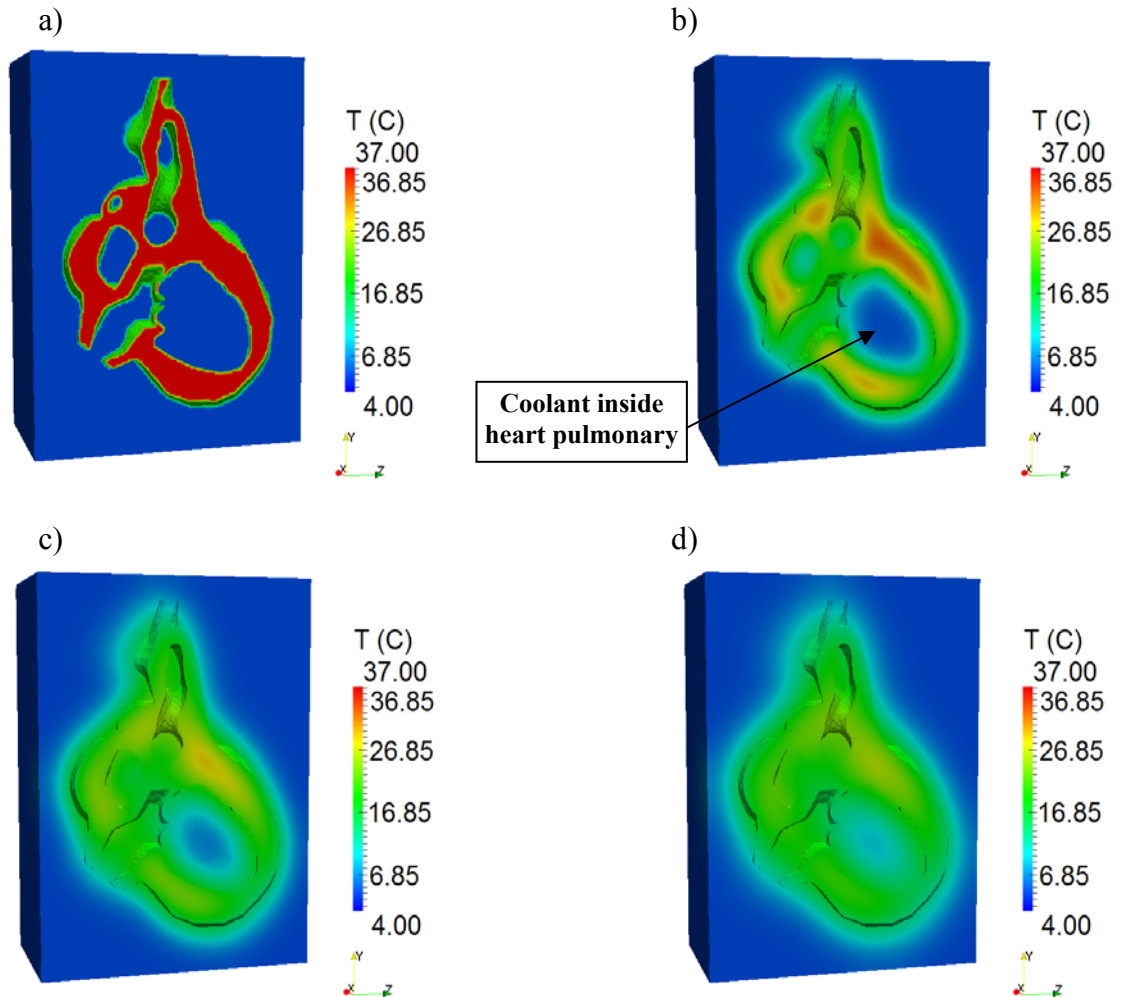 a)
T (C)
37.00
36.85
26.85
16.85
6.85
4.00
Y
X
Z
b)
T (C)
37.00
36.85
26.85
16.85
6.85
4.00
Y
X
Z
Coolant inside
heart pulmonary
c)
T (C)
37.00
36.85
26.85
16.85
6.85
4.00
Y
X
Z
d)
T (C)
37.00
36.85
26.85
16.85
6.85
4.00
Y
X
Z